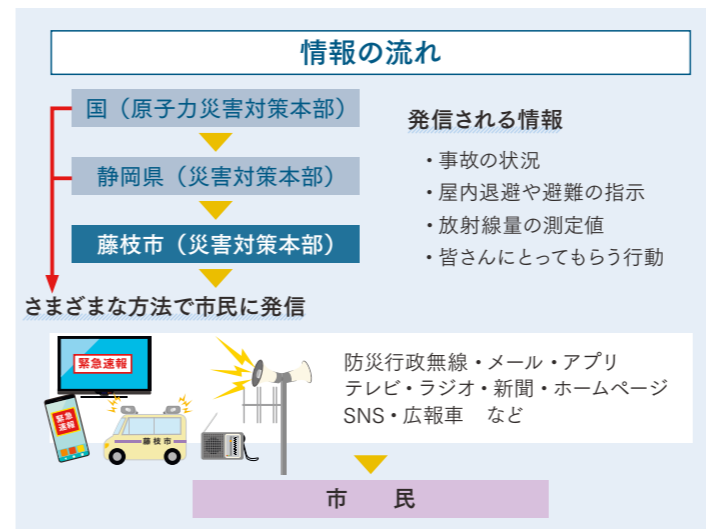 情報の流れ
国（原子力災害対策本部）
静岡県（災害対策本部）
藤枝市（災害対策本部）
さまざまな方法で市民に発信
発信される情報
・事故の状況
・屋内退避や避難の指示
・放射線量の測定値
・皆さんにとってもらう行動
緊急速報
緊急
速報
藤枝市
防災行政無線・メール・アプリ
テレビ・ラジオ・新聞・ホームページ
SNS・広報車　など
市　民